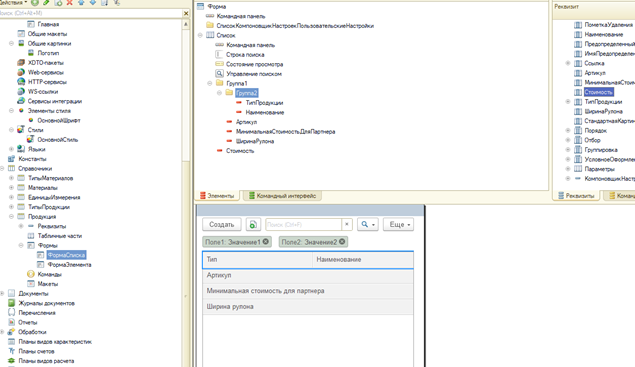 Действия
Поиск (Ctrl+Alt+M)
Главная
Общие макеты
Общие картинки
Логотип
XDTO-пакеты
Web-сервисы
HTTP-сервисы
WS-ссылки
Сервисы интеграции
Элементы стиля
ОсновнойШрифт
Стили
ОсновнойСтиль
Языки
Константы
Справочники
ТипыМатериалов
Материалы
ЕдиницыИзмерения
ТипыПродукции
Продукция
Реквизиты
Табличные части
Формы
ФормаСписка
ФормаЭлемента
Команды
Макеты
Документы
Журналы документов
Перечисления
Отчеты
Обработки
Планы видов характеристик
Планы счетов
Планы видов расчета
Форма
Командная панель
СписокКомпоновщикНастроекПользовательскиеНастройки
Список
Командная панель
Строка поиска
Состояние просмотра
Управление поиском
Группа1
Группа2
ТипПродукции
Наименование
Артикул
МинимальнаяСтоимостьДляПартнера
ШиринаРулона
Стоимость
Элементы
Командный интерфейс
Реквизит
ПометкаУдаления
Наименование
Предопределенный
ИмяПредопределен
Ссылка
Артикул
МинимальнаяСтоим
Стоимость
ТипПродукции
ШиринаРулона
СтандартнаяКартин
Порядок
Отбор
Группировка
УсловноеОформле
Параметры
КомпоновщикНастр
Реквизиты
Команд
Создать
Поиск (Ctrl+F)
×
Еще
Поле1: Значение1
Поле2: Значение2
Тип
Наименование
Артикул
Минимальная стоимость для партнера
Ширина рулона